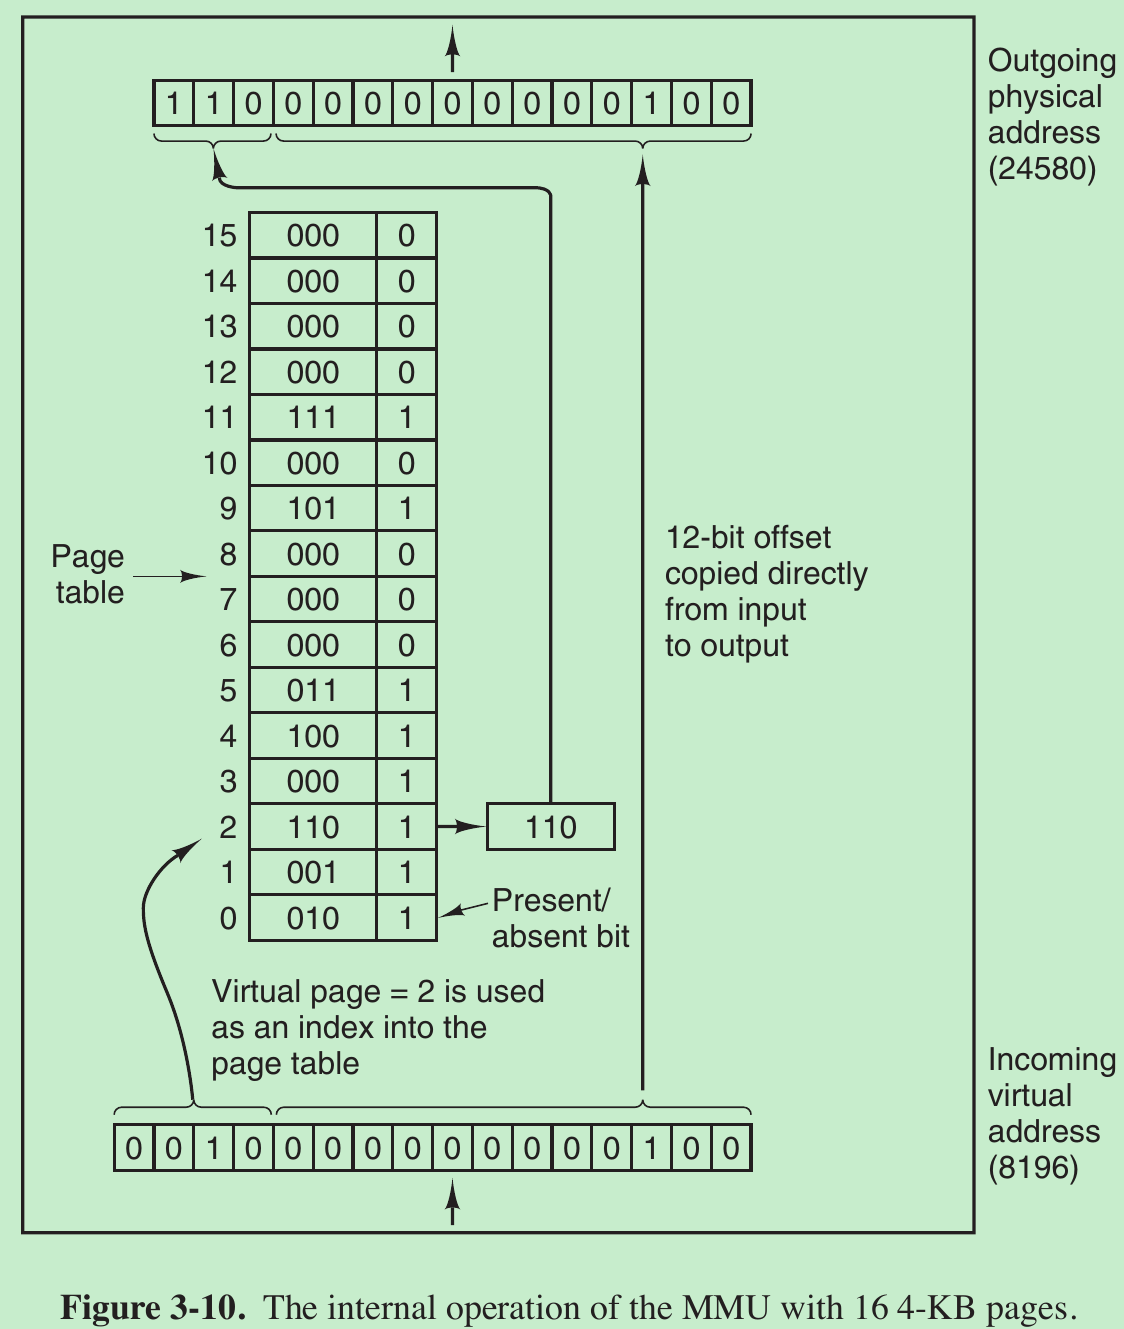 Outgoing
physical
address
(24580)
1 1 0 0 0 0 0 0 0 0 0 0 1 0 0
15 000 0
14 000 0
13 000 0
12 000 0
11 111 1
10 000 0
9 101 1
8 000 0
7 000 0
6 000 0
5 011 1
4 100 1
3 000 1
2 110 1 110
1 001 1
0 010 1
Page
table
12-bit offset
copied directly
from input
to output
Present/
absent bit
Virtual page = 2 is used
as an index into the
page table
0 0 1 0 0 0 0 0 0 0 0 0 0 1 0 0
Incoming
virtual
address
(8196)
Figure 3-10. The internal operation of the MMU with 16 4-KB pages.